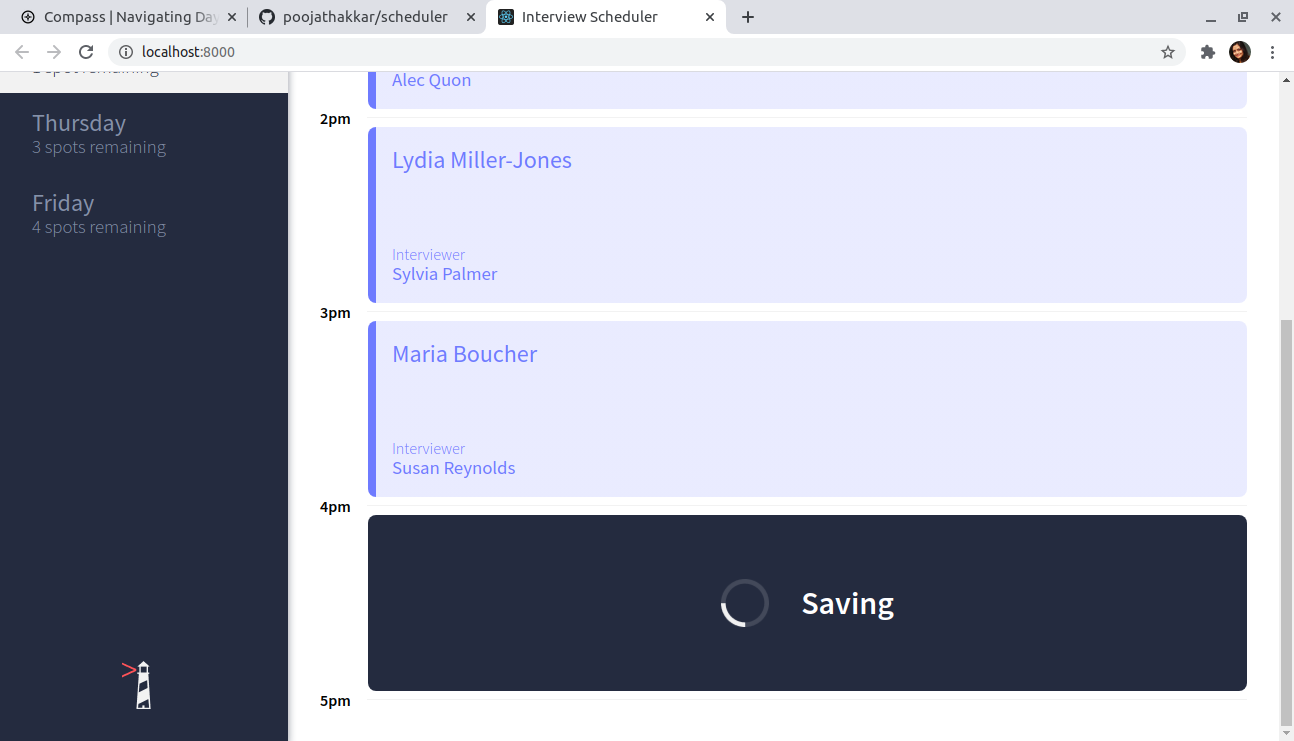 Compass | Navigating Day
poojathakkar/scheduler
Interview Scheduler
localhost:8000
1 spot remaining
Thursday
3 spots remaining
Friday
4 spots remaining
Alec Quon
2pm
Lydia Miller-Jones
Interviewer
Sylvia Palmer
3pm
Maria Boucher
Interviewer
Susan Reynolds
4pm
Saving
5pm